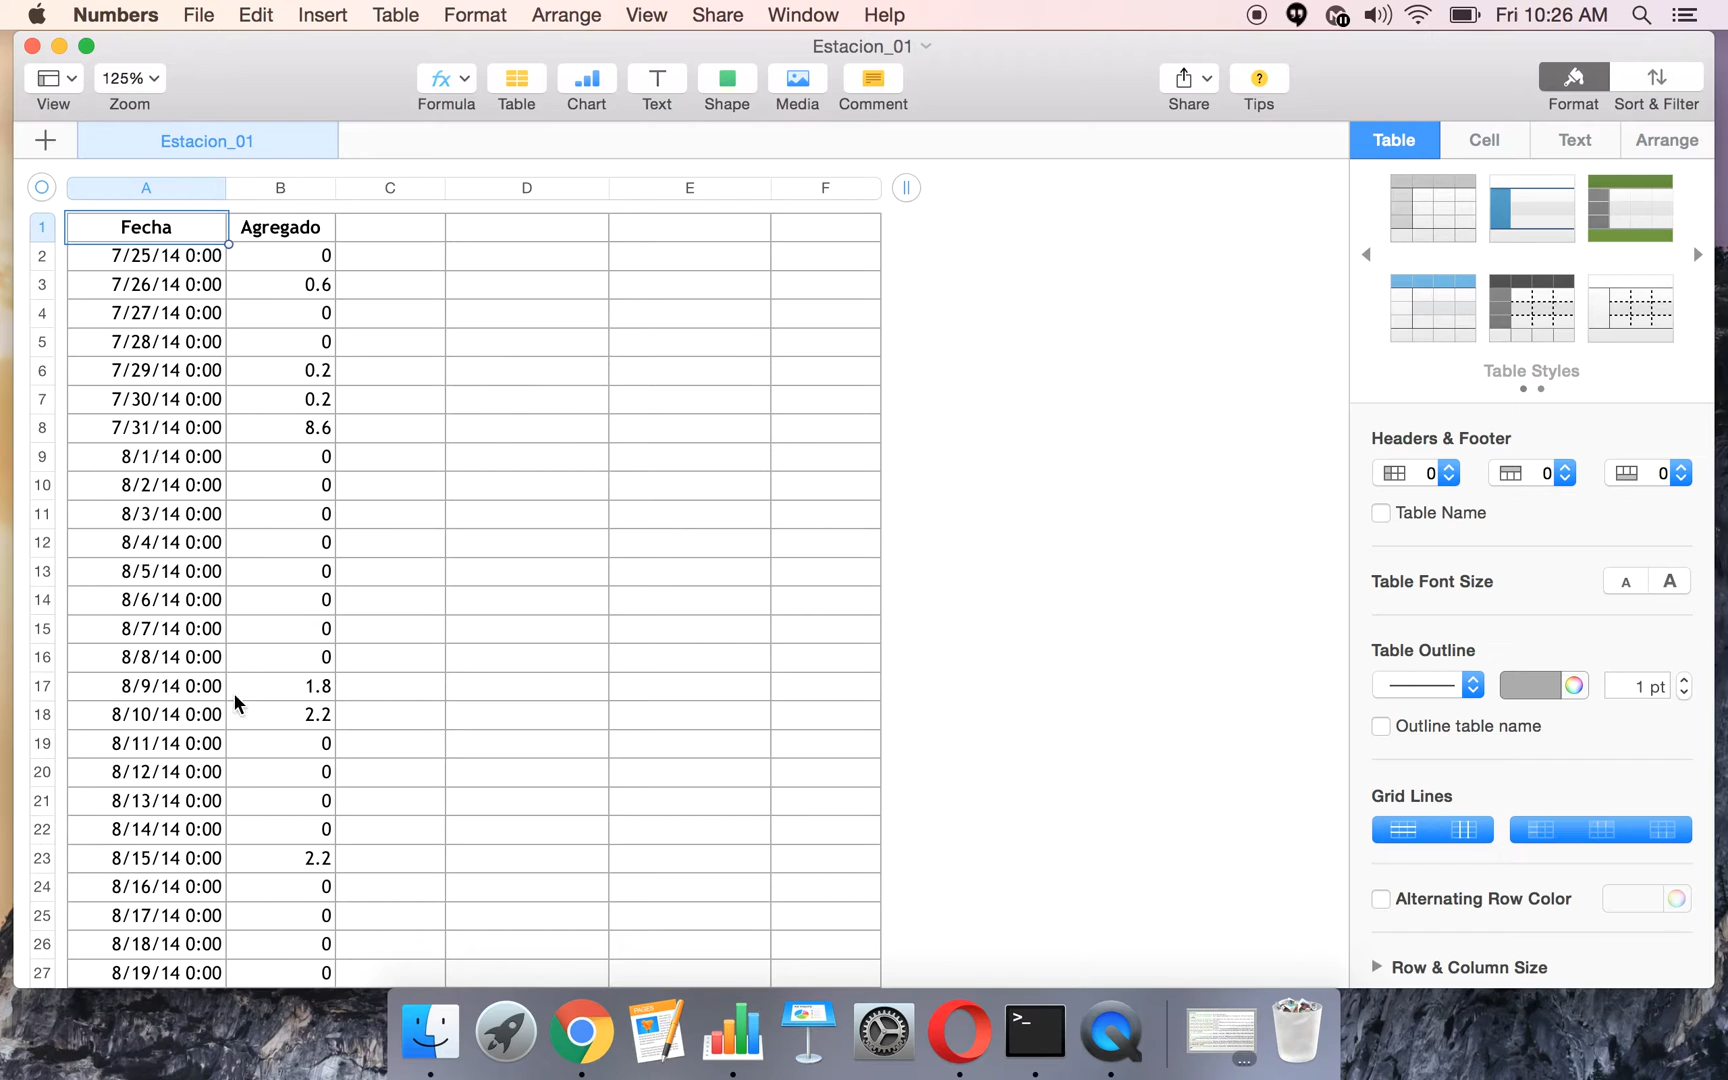 Numbers File Edit Insert Table Format Arrange View Share Window Help Fri 10:26 AM
Estacion_01
125%
View Zoom Formula Table Chart Text Shape Media Comment Share Tips Format Sort & Filter
Estacion_01
Table Cell Text Arrange
A B C D E F
1 Fecha Agregado
2 7/25/14 0:00 0
3 7/26/14 0:00 0.6
4 7/27/14 0:00 0
5 7/28/14 0:00 0
6 7/29/14 0:00 0.2
7 7/30/14 0:00 0.2
8 7/31/14 0:00 8.6
9 8/1/14 0:00 0
10 8/2/14 0:00 0
11 8/3/14 0:00 0
12 8/4/14 0:00 0
13 8/5/14 0:00 0
14 8/6/14 0:00 0
15 8/7/14 0:00 0
16 8/8/14 0:00 0
17 8/9/14 0:00 1.8
18 8/10/14 0:00 2.2
19 8/11/14 0:00 0
20 8/12/14 0:00 0
21 8/13/14 0:00 0
22 8/14/14 0:00 0
23 8/15/14 0:00 2.2
24 8/16/14 0:00 0
25 8/17/14 0:00 0
26 8/18/14 0:00 0
27 8/19/14 0:00 0
Table Styles
Headers & Footer
0 0 0
Table Name
Table Font Size A A
Table Outline
1 pt
Outline table name
Grid Lines
Alternating Row Color
Row & Column Size